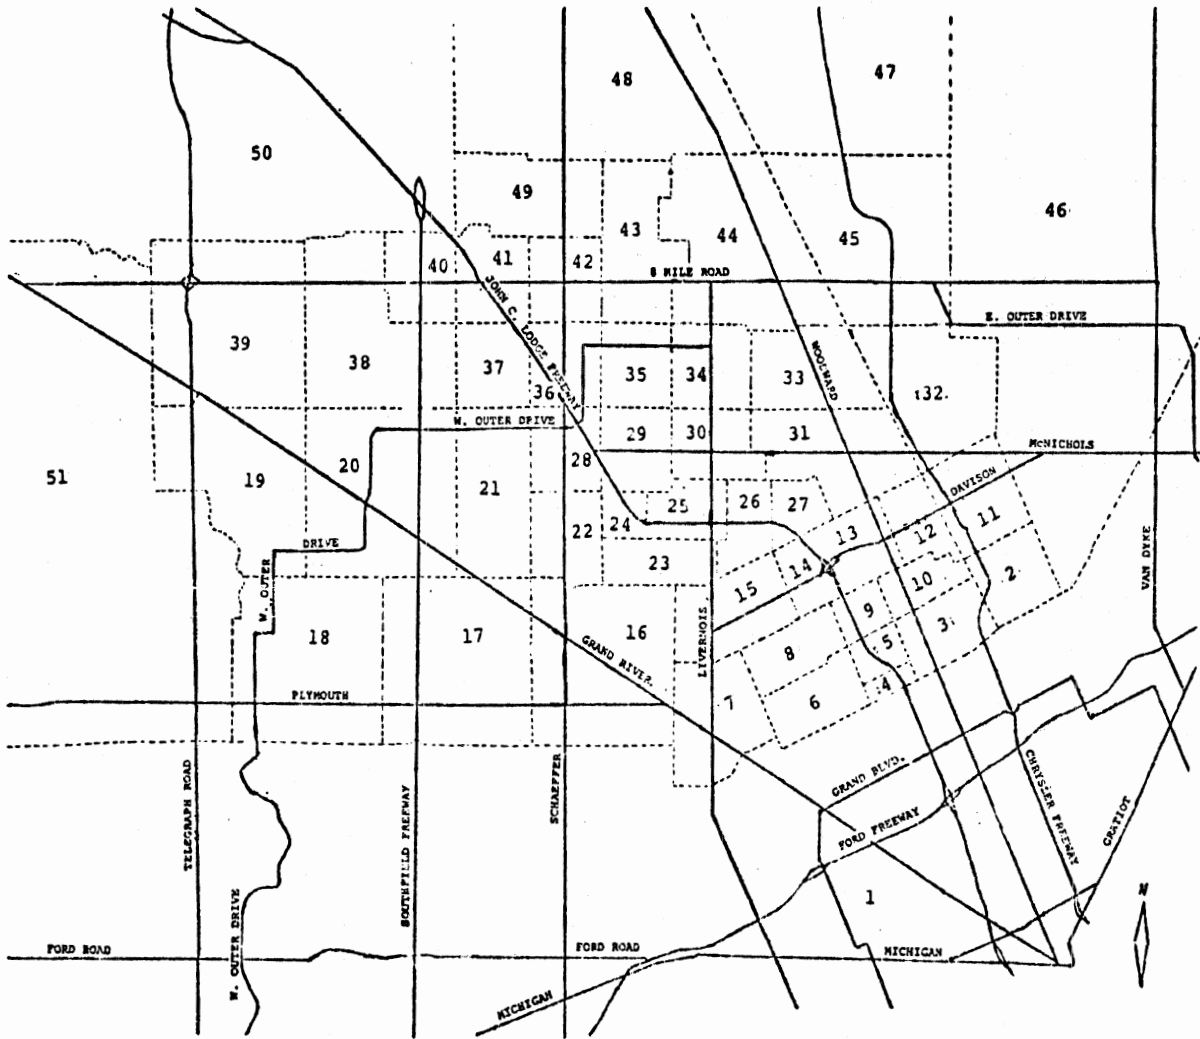 48
47
50
49
46
43
44
45
40
41
42
8 MILE ROAD
JOHN C. LODGE FREEWAY
E. OUTER DRIVE
39
38
37
36
35
34
33
WOODWARD
32
W. OUTER DRIVE
29
30
31
McNICHOLS
51
19
20
21
28
25
26
27
DAVISON
22
24
13
12
11
DRIVE
23
15
14
10
2
VAN DYKE
W. OUTER
18
17
16
9
3
GRAND RIVER
LIVERNOIS
8
5
PLYMOUTH
7
6
4
TELEGRAPH ROAD
SOUTHFIELD FREEWAY
SCHAEFFER
GRAND BLVD.
CHRYSLER FREEWAY
FORD FREEWAY
GRATIOT
1
N
W. OUTER DRIVE
FORD ROAD
FORD ROAD
MICHIGAN
MICHIGAN